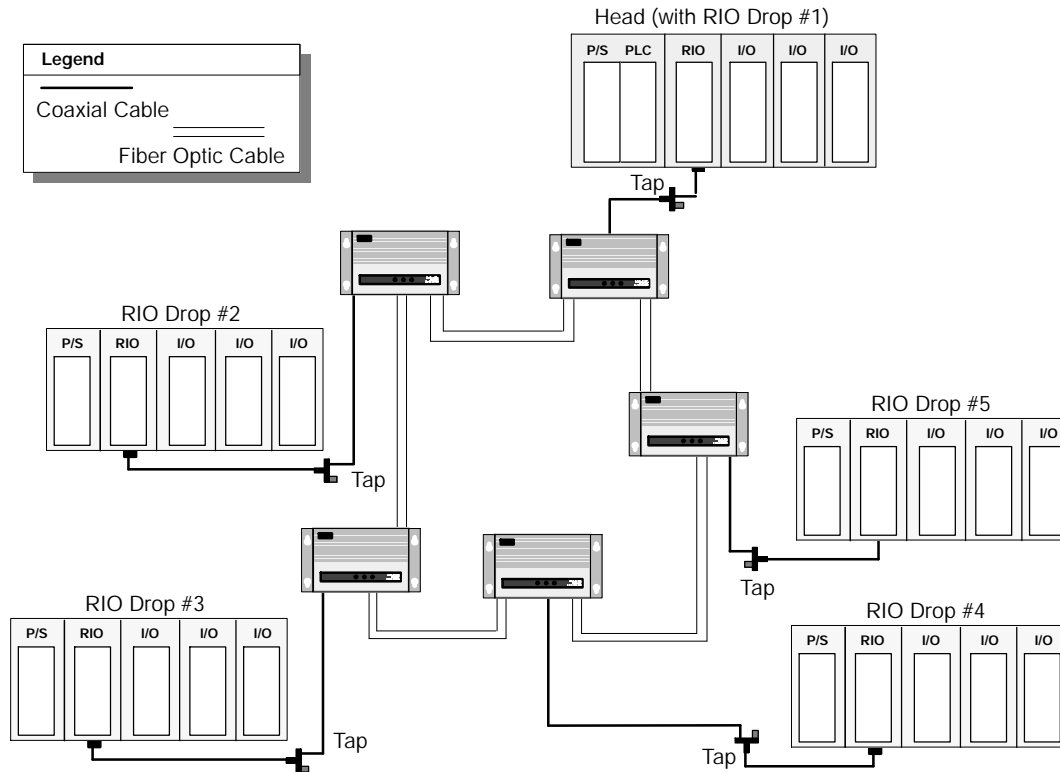 Head (with RIO Drop #1)
P/S PLC RIO I/O I/O I/O
Legend
Coaxial Cable
Fiber Optic Cable
Tap
RIO Drop #2
P/S RIO I/O I/O I/O
Tap
RIO Drop #5
P/S RIO I/O I/O I/O
Tap
RIO Drop #3
P/S RIO I/O I/O I/O
Tap
RIO Drop #4
P/S RIO I/O I/O I/O
Tap